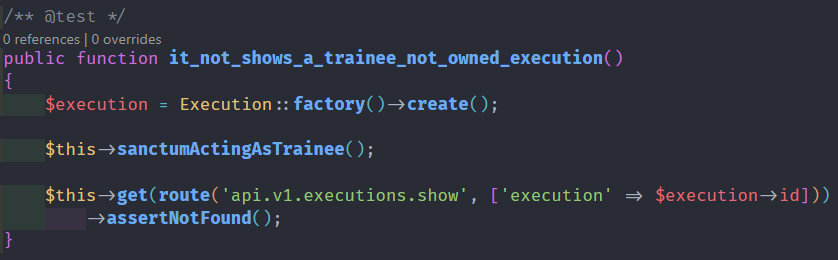 /** @test */
0 references | 0 overrides
public function it_not_shows_a_trainee_not_owned_execution()
{
    $execution = Execution::factory()->create();
    $this->sanctumActingAsTrainee();
    $this->get(route('api.v1.executions.show', ['execution' => $execution->id]))
        ->assertNotFound();
}